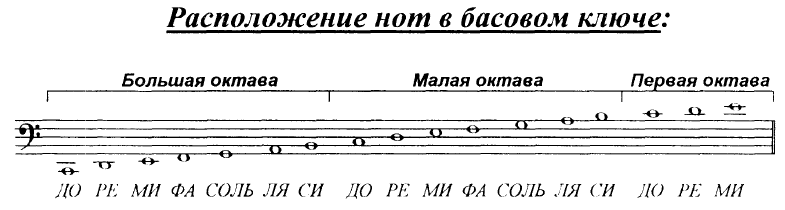 Расположение нот в басовом ключе:
Большая октава Малая октава Первая октава
ДО РЕ МИ ФА СОЛЬ ЛЯ СИ ДО РЕ МИ ФА СОЛЬ ЛЯ СИ ДО РЕ МИ